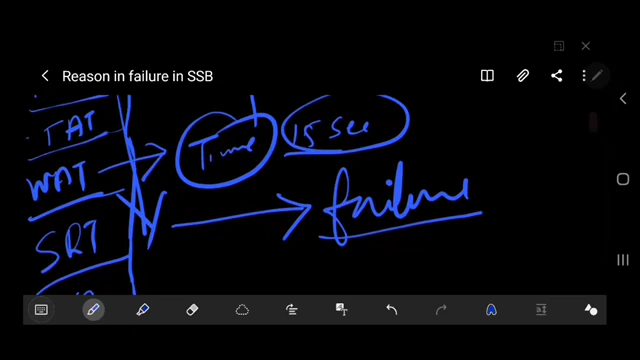 Reason in failure in SSB
TAT
Time 15 sec
WAT
failure
SRT